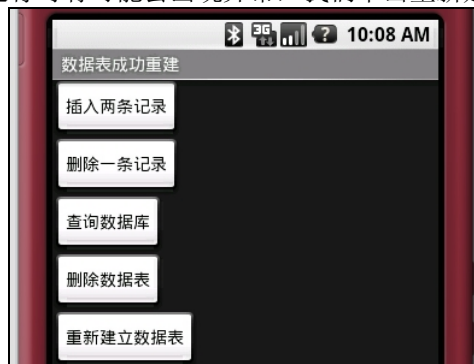 3G 10:08 AM
数据表成功重建
插入两条记录
删除一条记录
查询数据库
删除数据表
重新建立数据表